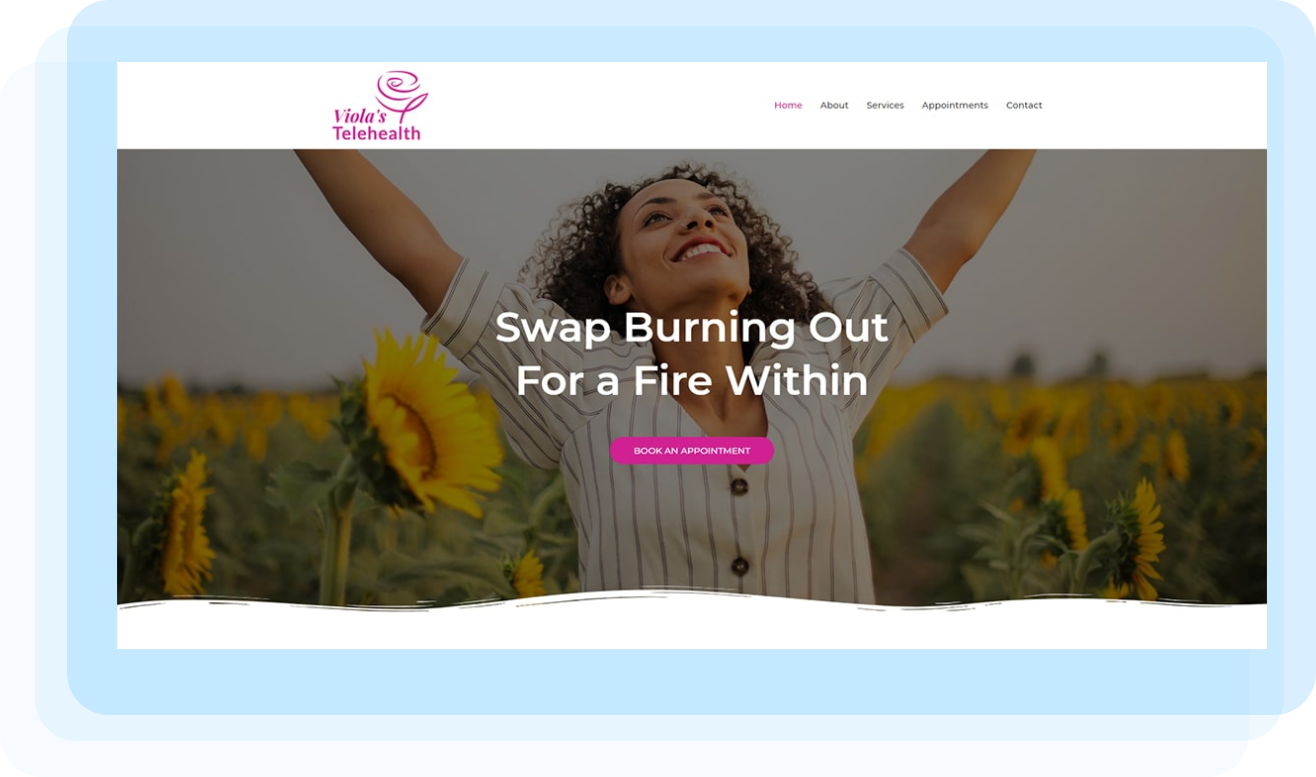 Viola's
Telehealth
Home About Services Appointments Contact
Swap Burning Out
For a Fire Within
BOOK AN APPOINTMENT